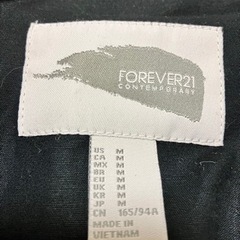 FOREVER21
CONTEMPORARY
US M
CA M
MX M
BR M
EU M
UK M
KR M
JP M
CN 165/94A
MADE IN
VIETNAM